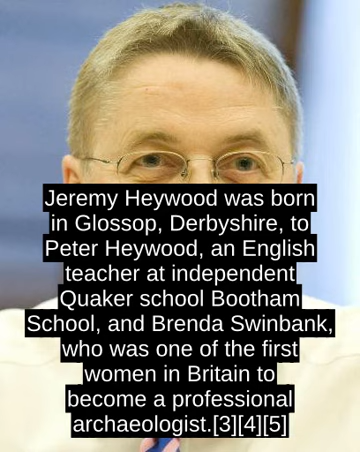 Jeremy Heywood was born
in Glossop, Derbyshire, to
Peter Heywood, an English
teacher at independent
Quaker school Bootham
School, and Brenda Swinbank,
who was one of the first
women in Britain to
become a professional
archaeologist.[3][4][5]